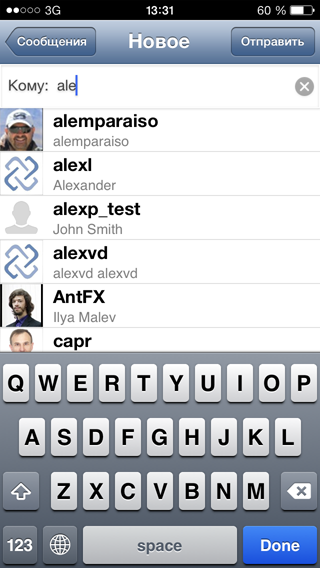 3G 13:31 60 %
Сообщения Новое Отправить
Кому: ale
alemparaiso
alemparaiso
alexl
Alexander
alexp_test
John Smith
alexvd
alexvd alexvd
AntFX
Ilya Malev
capr
Q W E R T Y U I O P
A S D F G H J K L
Z X C V B N M
123 space Done